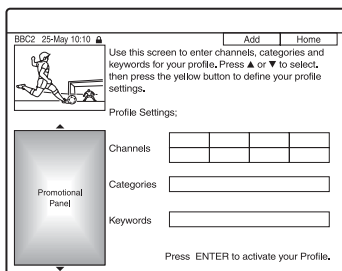 BBC2 25-May 10:10
Add
Home
Use this screen to enter channels, categories and
keywords for your profile. Press ▲ or ▼ to select.
then press the yellow button to define your profile
settings.
Profile Settings;
Channels
Categories
Keywords
Promotional
Panel
Press ENTER to activate your Profile.